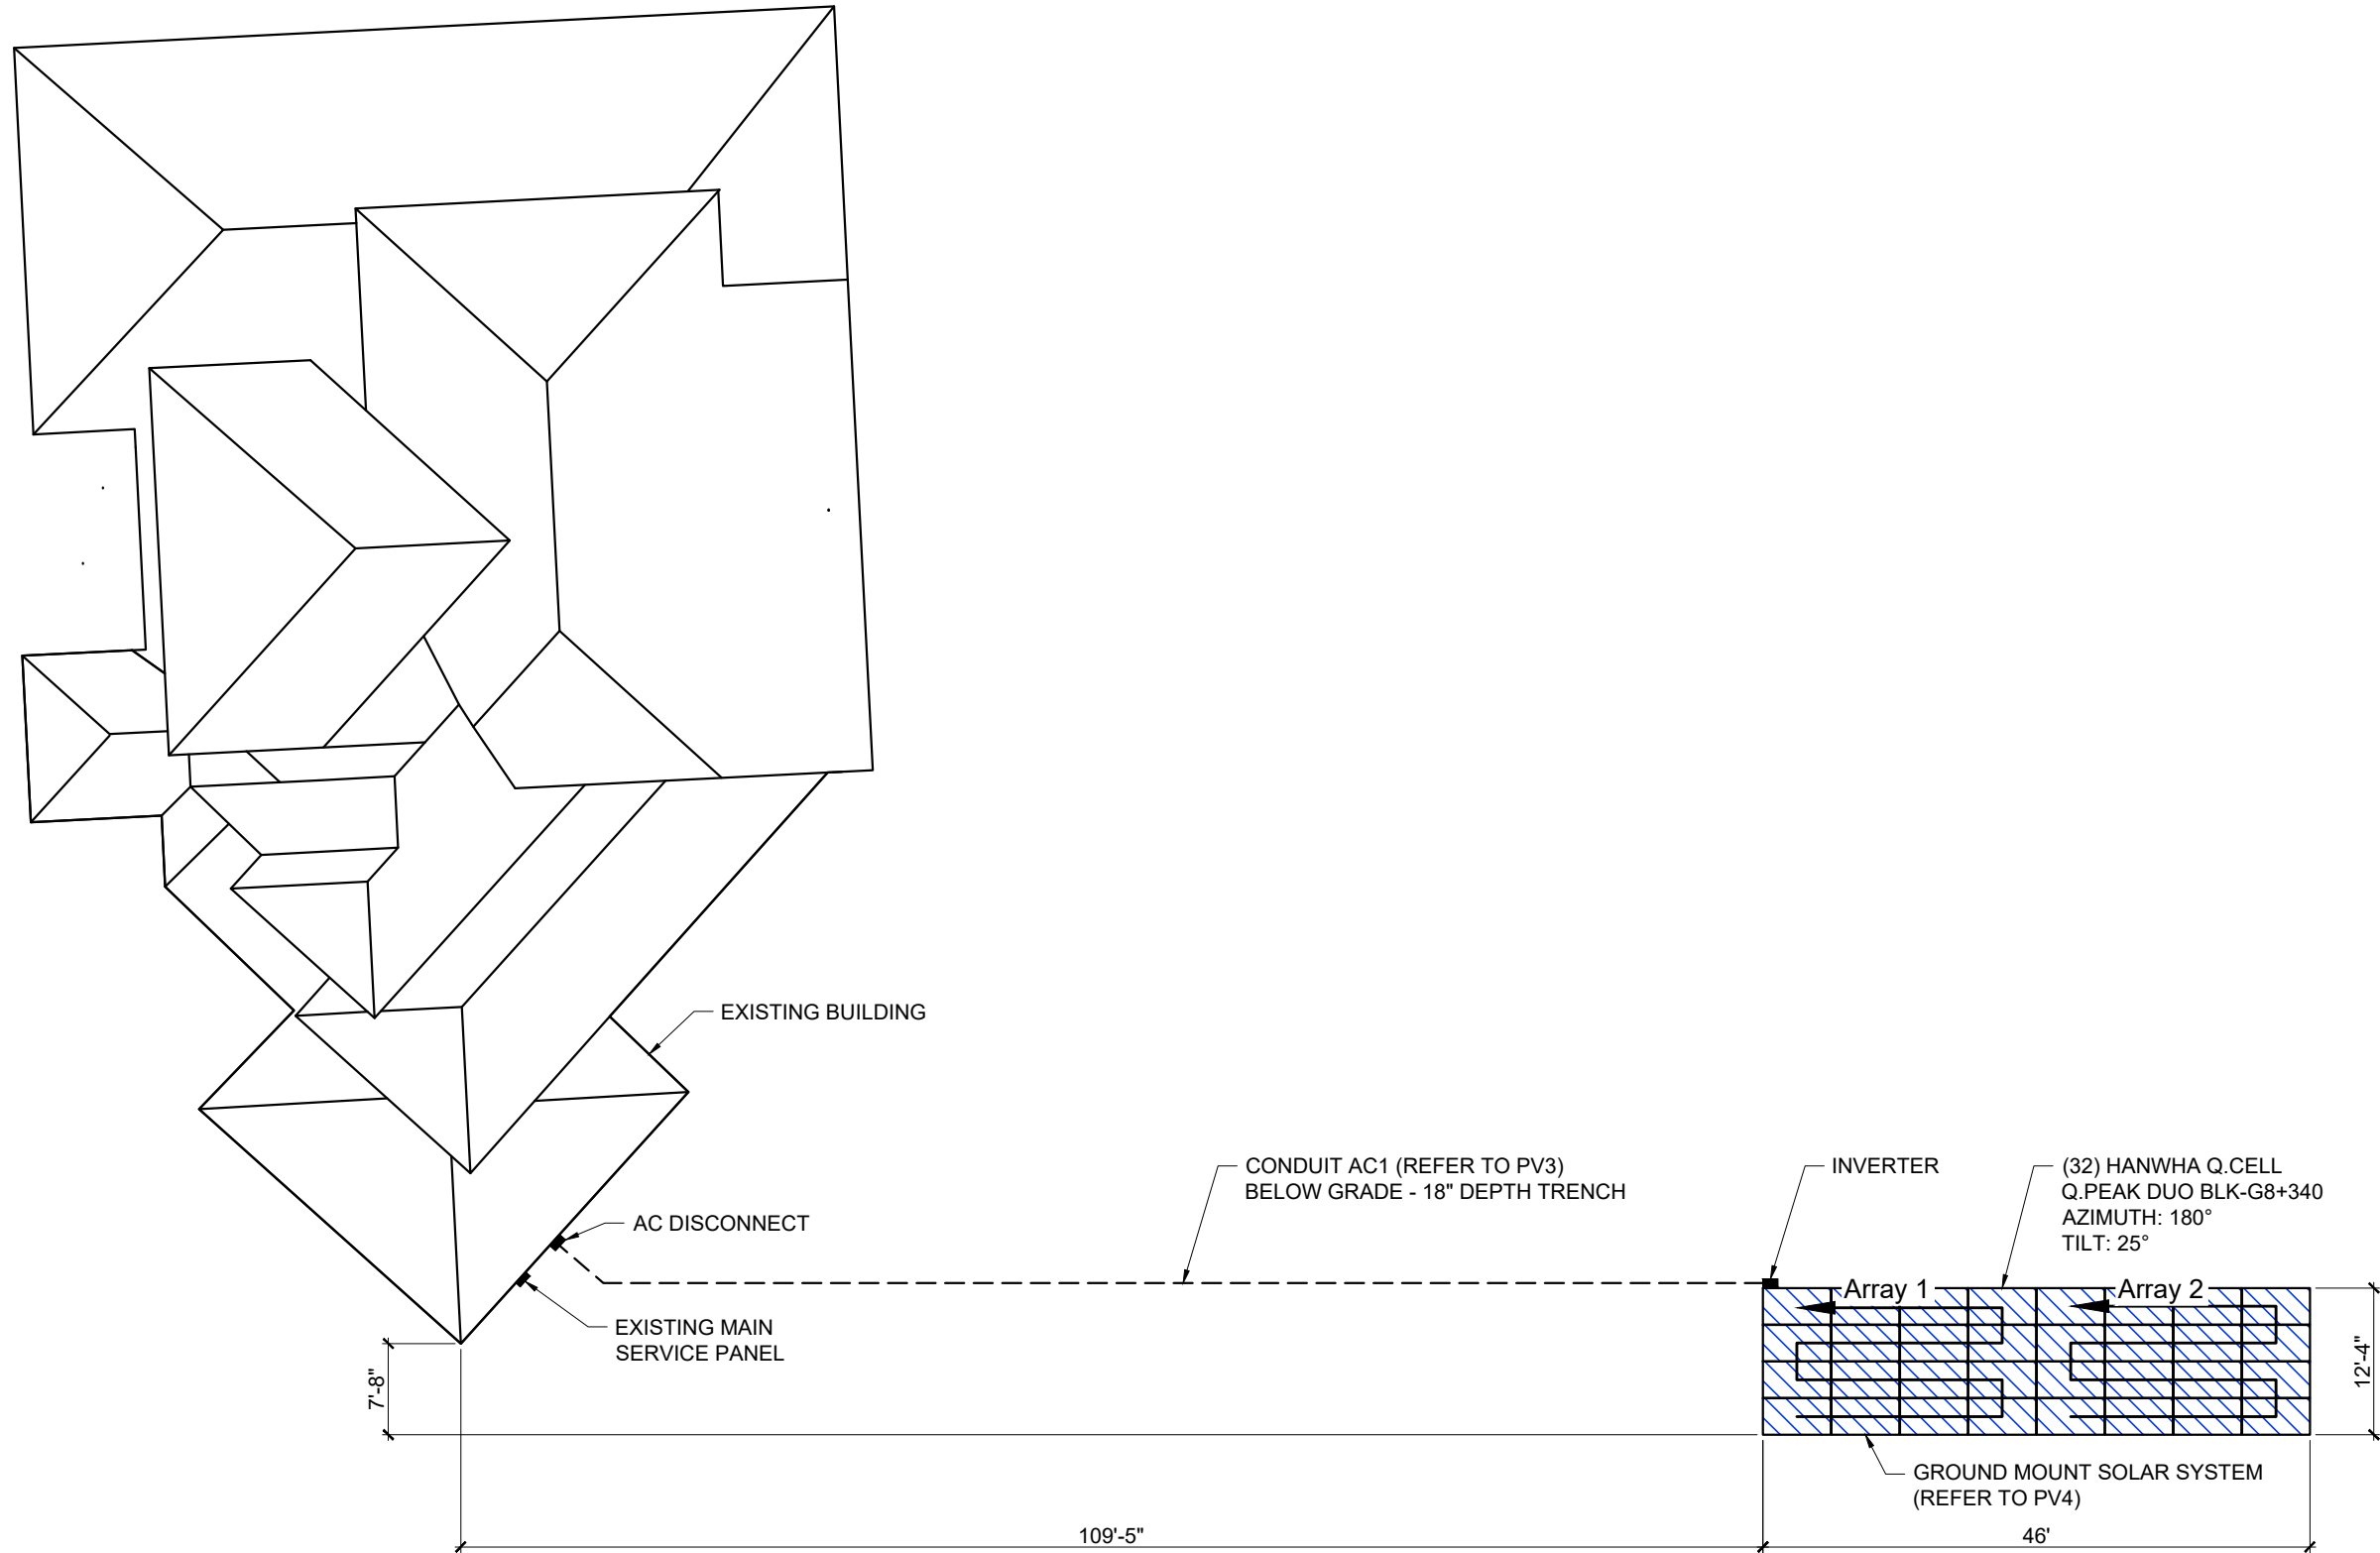 EXISTING BUILDING
CONDUIT AC1 (REFER TO PV3)
BELOW GRADE - 18" DEPTH TRENCH
INVERTER
(32) HANWHA Q.CELL
Q.PEAK DUO BLK-G8+340
AZIMUTH: 180°
TILT: 25°
AC DISCONNECT
Array 1
Array 2
EXISTING MAIN
SERVICE PANEL
7'-8"
12'-4"
GROUND MOUNT SOLAR SYSTEM
(REFER TO PV4)
109'-5"
46'